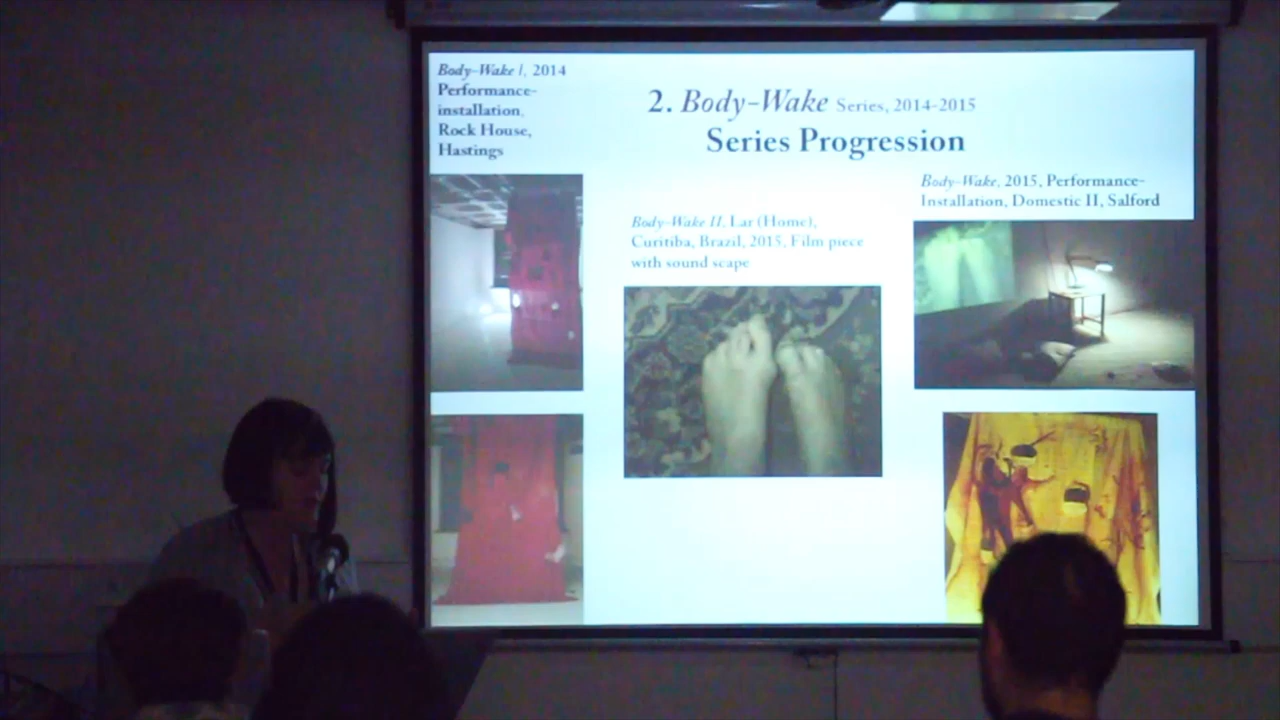 Body-Wake I, 2014
Performance-
installation,
Rock House,
Hastings
2. Body-Wake Series, 2014-2015
Series Progression
Body-Wake II, Lar (Home),
Curitiba, Brazil, 2015, Film piece
with sound scape
Body-Wake, 2015, Performance-
Installation, Domestic II, Salford